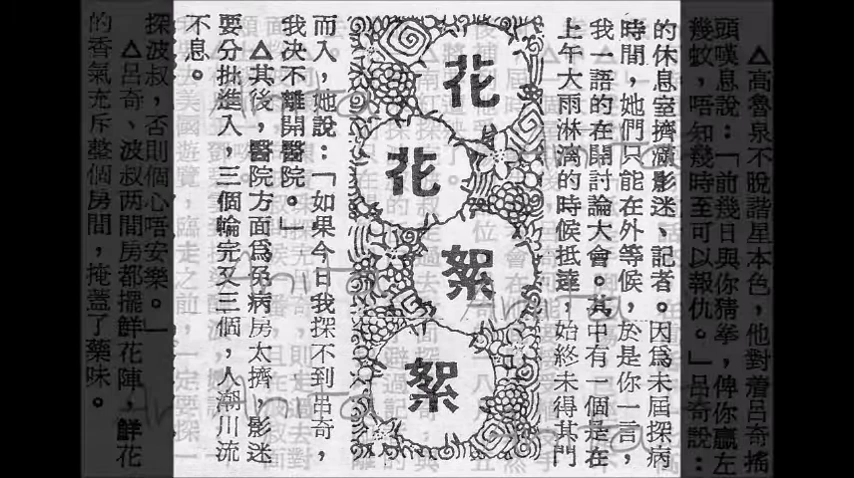 △高魯泉不脫諧星本色，他對着呂奇搖
頭嘆息說：「前幾日與你猜拳，俾你贏左
幾蚊，唔知幾時至可以報仇。」呂奇說：
的休息室擠滿影迷、記者。因爲未屆探病
時間，她們只能在外等候，於是你一言，
我一語的在開討論大會。其中有一個是在
上午大雨淋漓的時候抵達，始終未得其門
花花絮絮
而入，她說：「如果今日我探不到呂奇，
我决不離開醫院。」
△其後，醫院方面爲免病房太擠，影迷
要分批進入，三個輪完又三個，人潮川流
不息。
探波叔，否則個心唔安樂。」
△呂奇、波叔两間房都擺鮮花陣，鮮花
的香氣充斥整個房間，掩蓋了藥味。
Anita
Anita
Anita
Anita